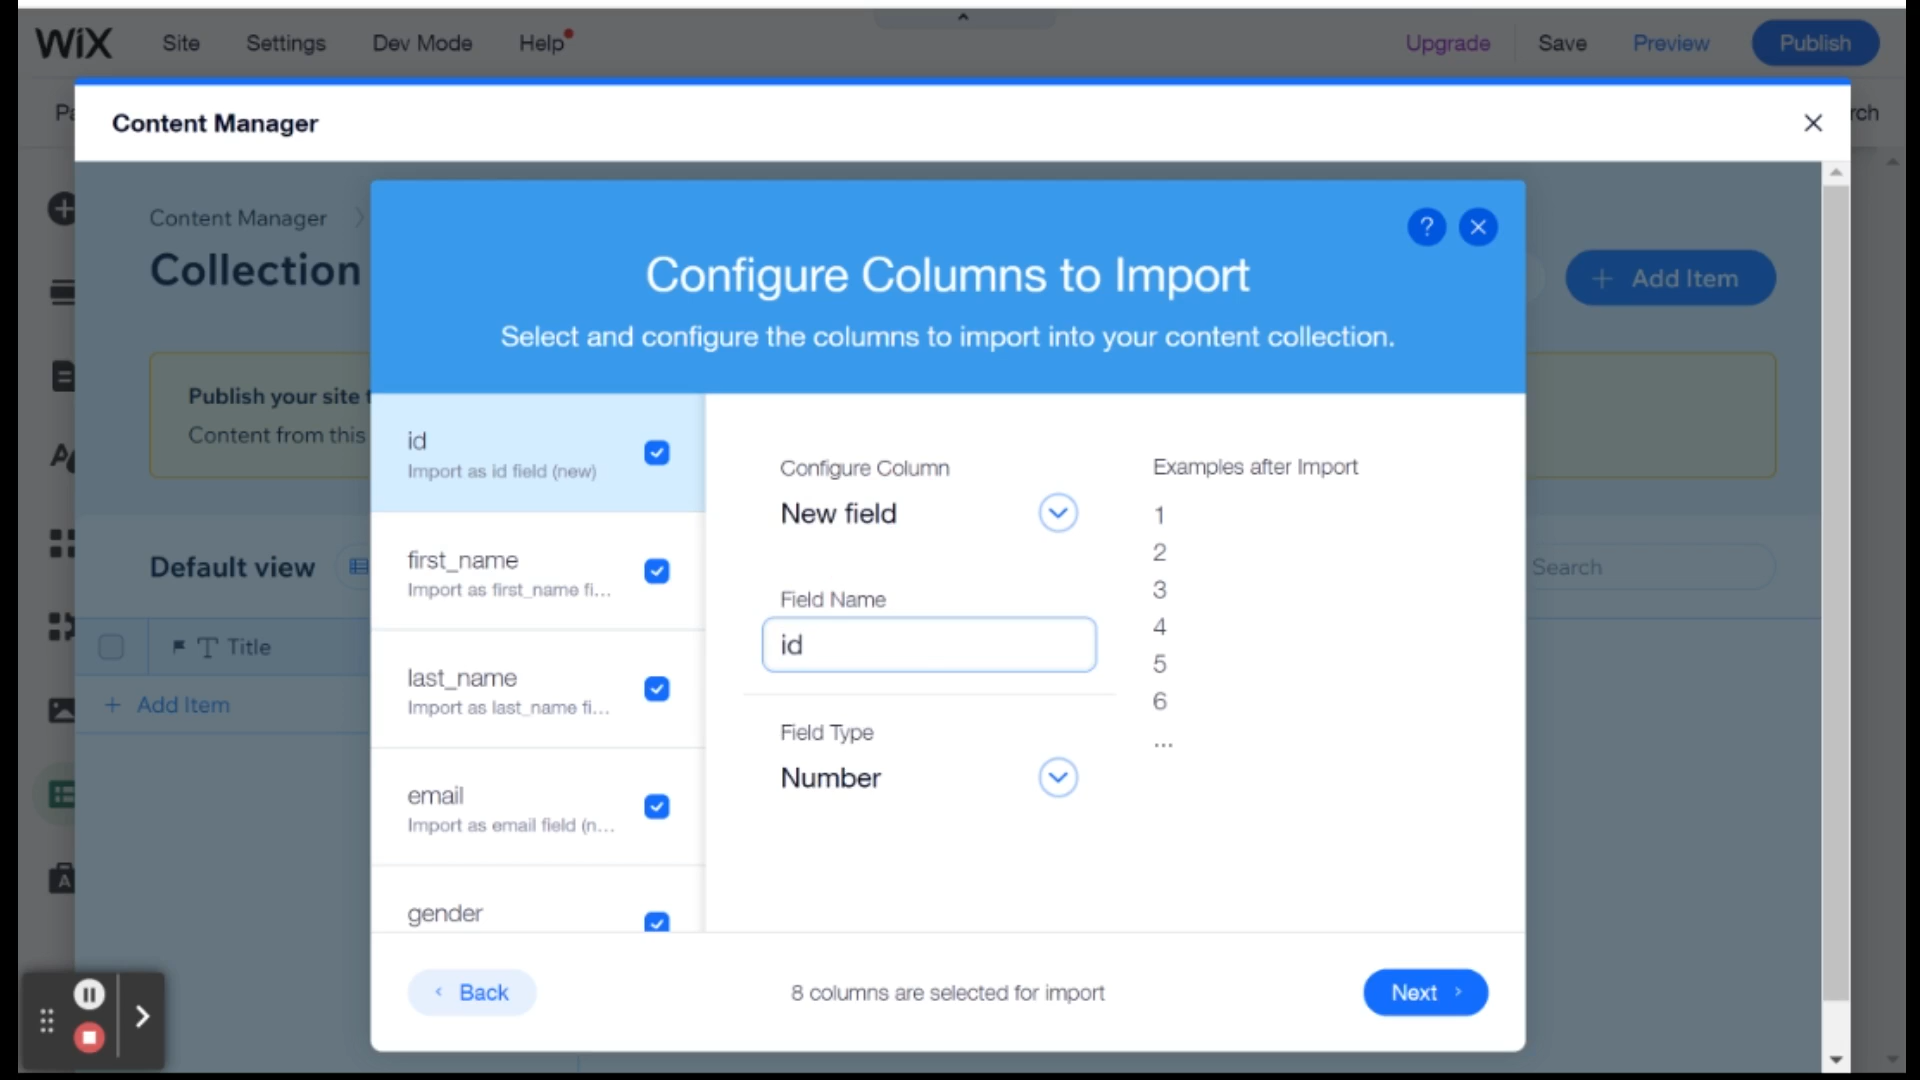 WiX Site Settings Dev Mode Help Upgrade Save Preview Publish
Content Manager
Content Manager
Collection
Add Item
Configure Columns to Import
Select and configure the columns to import into your content collection.
Publish your site
Content from this
Default view
Search
Title
+ Add Item
id
Import as id field (new)
first_name
Import as first_name fi...
last_name
Import as last_name fi...
email
Import as email field (n...
gender
Configure Column
New field
Field Name
id
Field Type
Number
Examples after Import
1
2
3
4
5
6
...
Back
8 columns are selected for import
Next